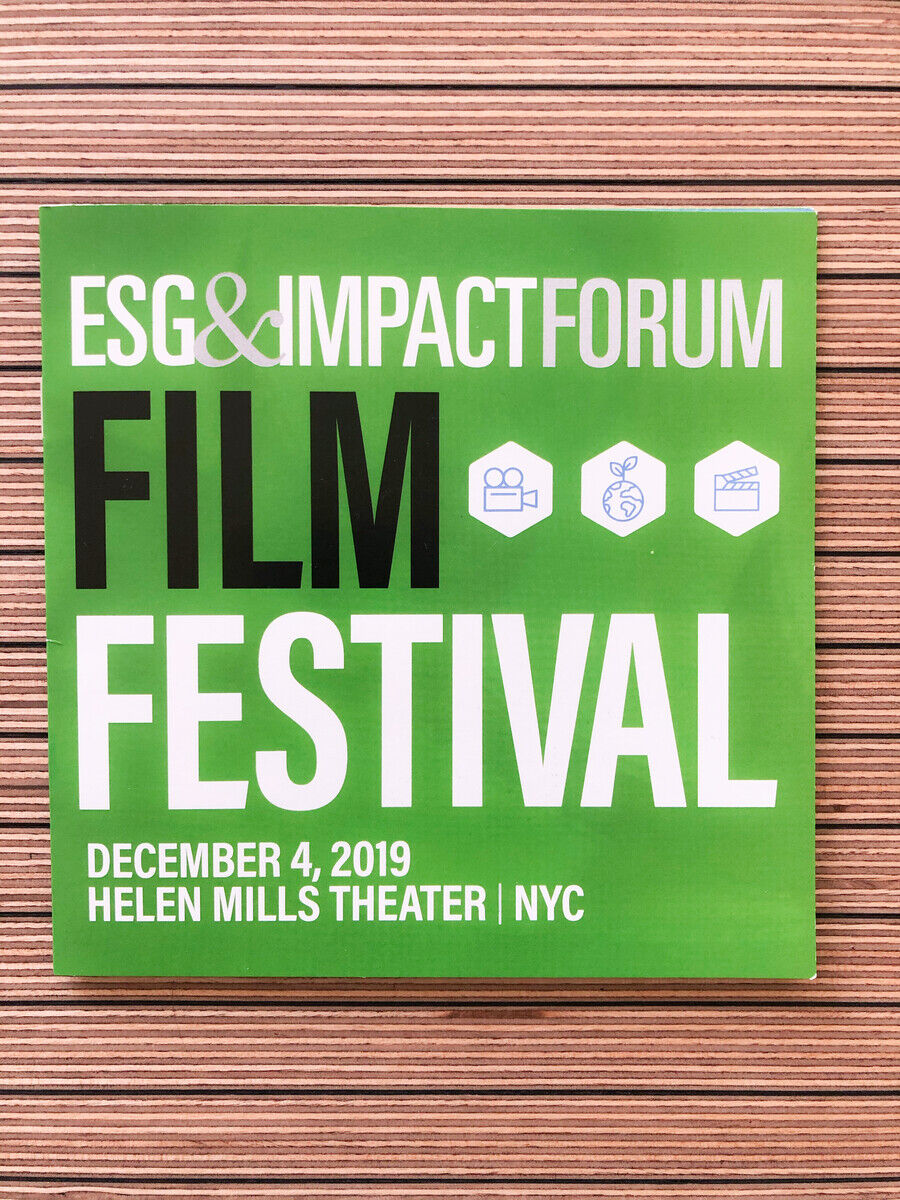 ESG&IMPACTFORUM
FILM
FESTIVAL
DECEMBER 4, 2019
HELEN MILLS THEATER | NYC